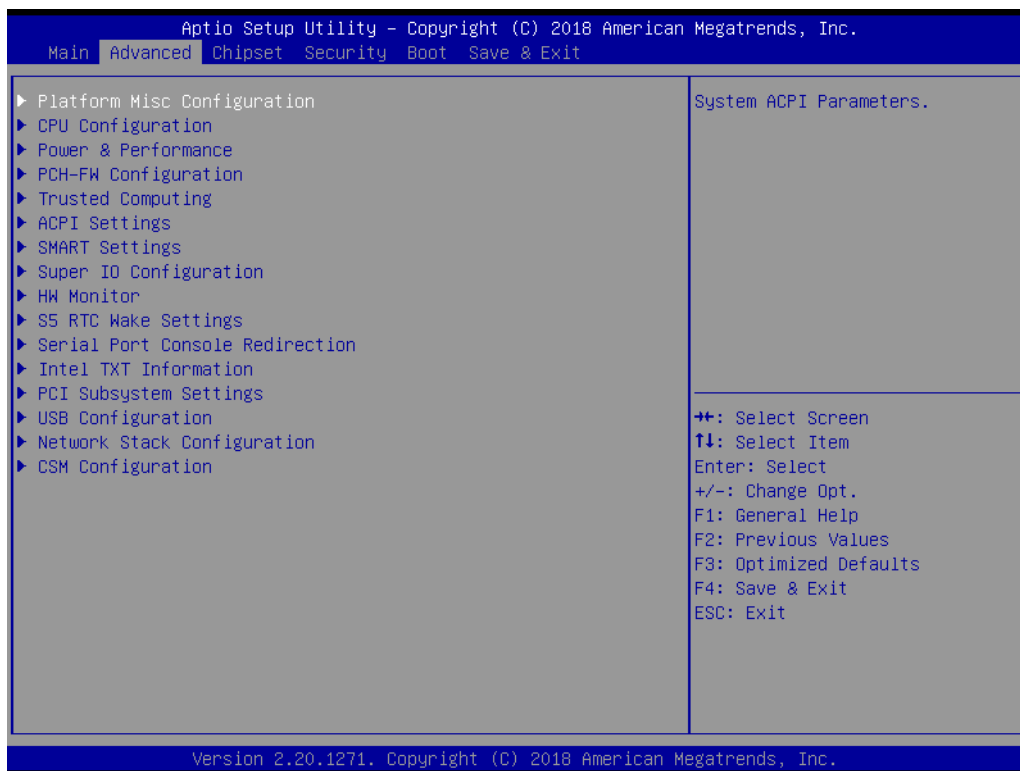 Aptio Setup Utility – Copyright (C) 2018 American Megatrends, Inc.
Main Advanced Chipset Security Boot Save & Exit
▶ Platform Misc Configuration
▶ CPU Configuration
▶ Power & Performance
▶ PCH-FW Configuration
▶ Trusted Computing
▶ ACPI Settings
▶ SMART Settings
▶ Super IO Configuration
▶ HW Monitor
▶ S5 RTC Wake Settings
▶ Serial Port Console Redirection
▶ Intel TXT Information
▶ PCI Subsystem Settings
▶ USB Configuration
▶ Network Stack Configuration
▶ CSM Configuration
System ACPI Parameters.
→←: Select Screen
↑↓: Select Item
Enter: Select
+/-: Change Opt.
F1: General Help
F2: Previous Values
F3: Optimized Defaults
F4: Save & Exit
ESC: Exit
Version 2.20.1271. Copyright (C) 2018 American Megatrends, Inc.